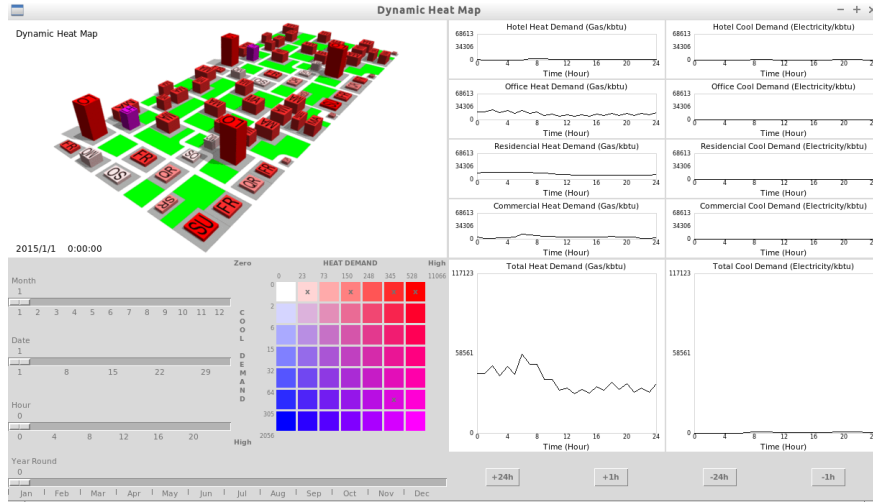 Dynamic Heat Map
Dynamic Heat Map
2015/1/1 0:00:00
Hotel Heat Demand (Gas/kbtu)
68613
34306
0
0 4 8 12 16 20 24
Time (Hour)
Hotel Cool Demand (Electricity/kbtu)
68613
34306
0
0 4 8 12 16 20 2
Time (Hour)
Office Heat Demand (Gas/kbtu)
68613
34306
0
0 4 8 12 16 20 24
Time (Hour)
Office Cool Demand (Electricity/kbtu)
68613
34306
0
0 4 8 12 16 20 2
Time (Hour)
Residencial Heat Demand (Gas/kbtu)
68613
34306
0
0 4 8 12 16 20 24
Time (Hour)
Residencial Cool Demand (Electricity/kbtu)
68613
34306
0
0 4 8 12 16 20 2
Time (Hour)
Commercial Heat Demand (Gas/kbtu)
68613
34306
0
0 4 8 12 16 20 24
Time (Hour)
Commercial Cool Demand (Electricity/kbtu)
68613
34306
0
0 4 8 12 16 20 2
Time (Hour)
Total Heat Demand (Gas/kbtu)
117123
58561
0
0 4 8 12 16 20 24
Time (Hour)
Total Cool Demand (Electricity/kbtu)
117123
58561
0
0 4 8 12 16 20 2
Time (Hour)
Month
1
1 2 3 4 5 6 7 8 9 10 11 12
Date
1
1 8 15 22 29
Hour
0
0 4 8 12 16 20
Year Round
0
Jan | Feb | Mar | Apr | May | Jun | Jul | Aug | Sep | Oct | Nov | Dec
Zero HEAT DEMAND High
0 23 73 150 248 345 528 11066
COOL DEMAND
0
2
6
15
32
64
305
2056
High
x x x x
x
+24h +1h -24h -1h